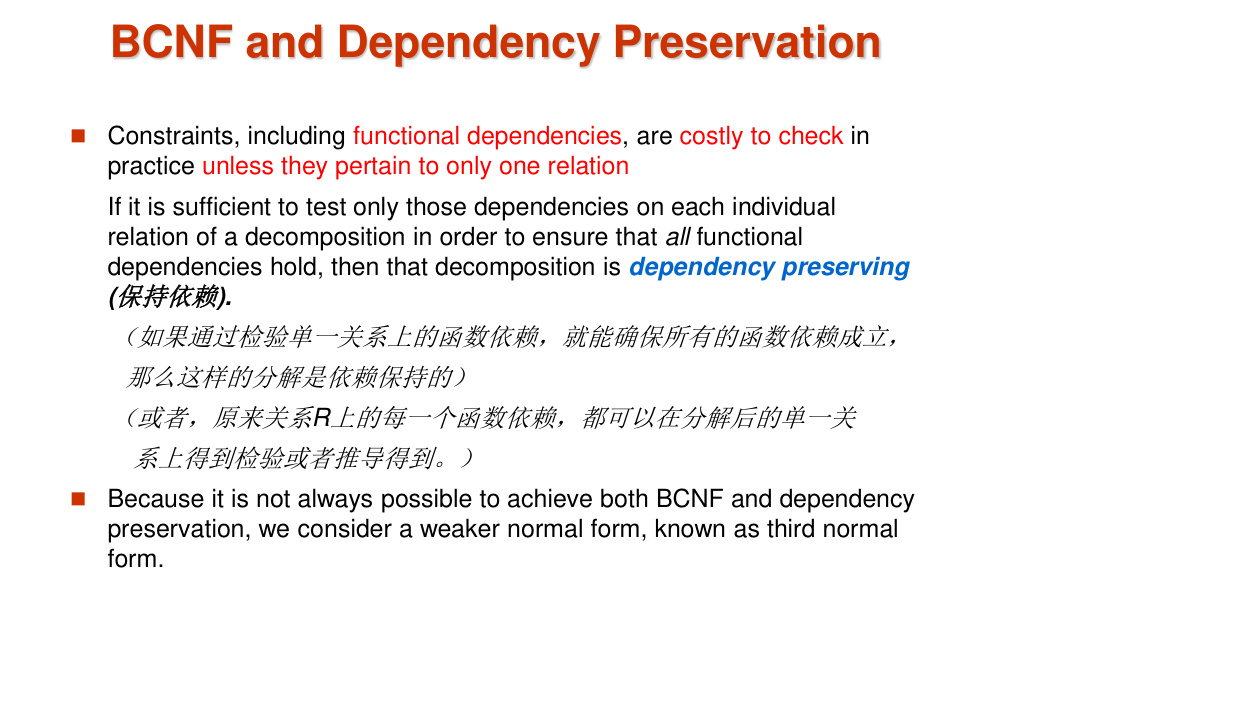 BCNF and Dependency Preservation
Constraints, including functional dependencies, are costly to check in
practice unless they pertain to only one relation
If it is sufficient to test only those dependencies on each individual
relation of a decomposition in order to ensure that all functional
dependencies hold, then that decomposition is dependency preserving
(保持依赖).
（如果通过检验单一关系上的函数依赖，就能确保所有的函数依赖成立，
那么这样的分解是依赖保持的）
（或者，原来关系R上的每一个函数依赖，都可以在分解后的单一关
系上得到检验或者推导得到。）
Because it is not always possible to achieve both BCNF and dependency
preservation, we consider a weaker normal form, known as third normal
form.